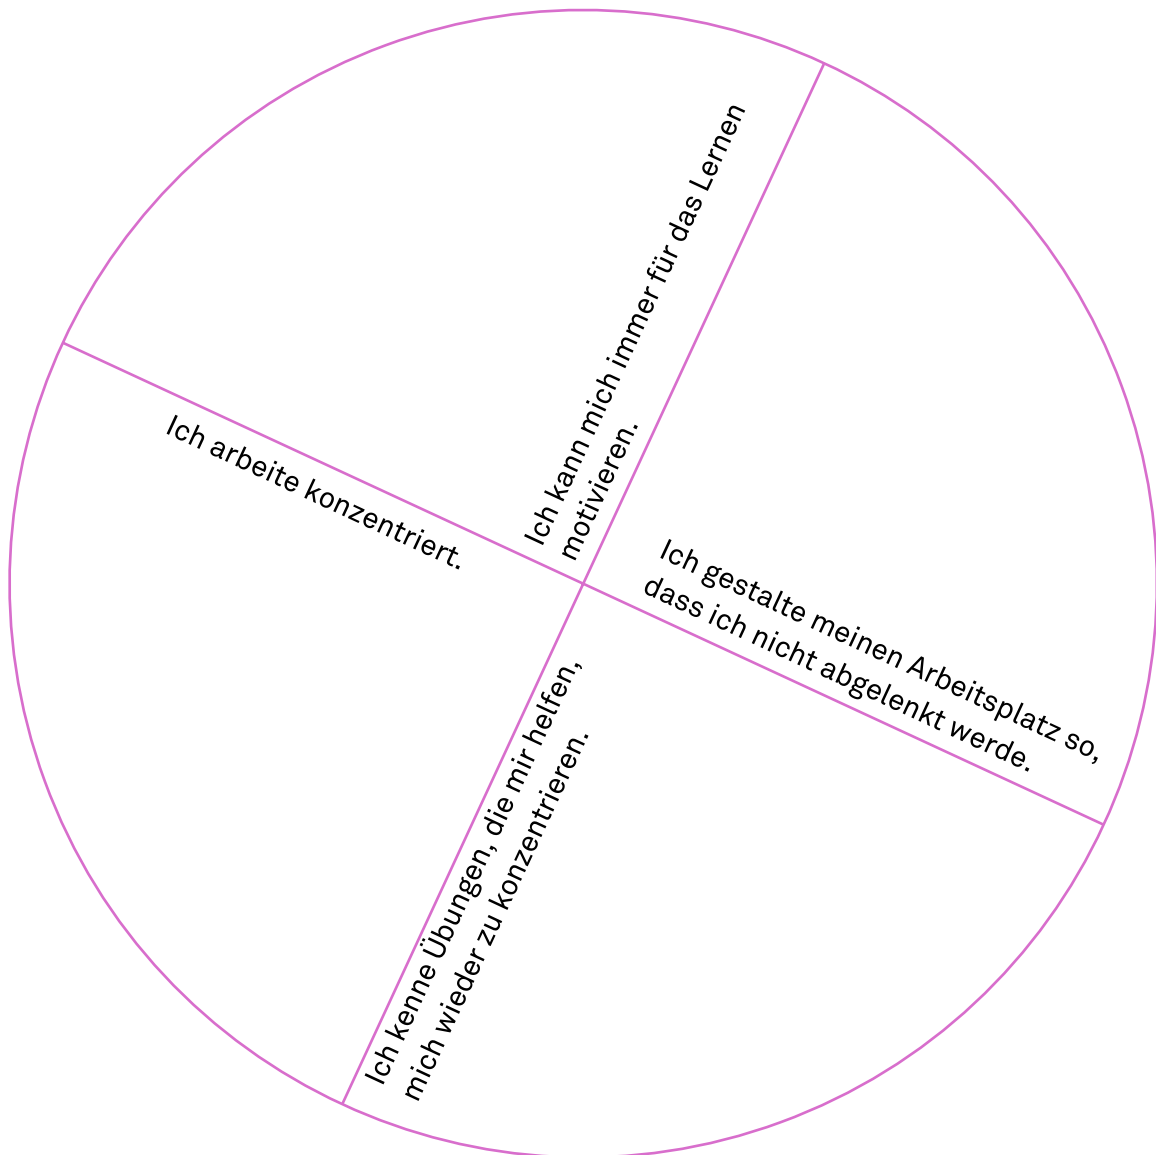 Ich kann mich immer für das Lernen
motivieren.
Ich arbeite konzentriert.
Ich gestalte meinen Arbeitsplatz so,
dass ich nicht abgelenkt werde.
Ich kenne Übungen, die mir helfen,
mich wieder zu konzentrieren.